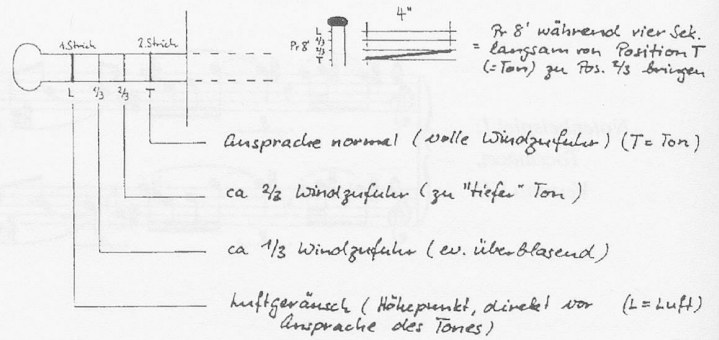 1. Strich 2. Strich
L 1/3 2/3 T
Pr 8'
L
1/3
2/3
T
4"
Pr 8' während vier Sek.
= langsam von Position T
(=Ton) zu Pos. 2/3 bringen
Ansprache normal (volle Windzufuhr) (T = Ton)
ca 2/3 Windzufuhr (zu "tiefer" Ton)
ca 1/3 Windzufuhr (ev. überblasend)
Luftgeräusch (Höhepunkt, direkt vor (L = Luft)
Ansprache des Tones)